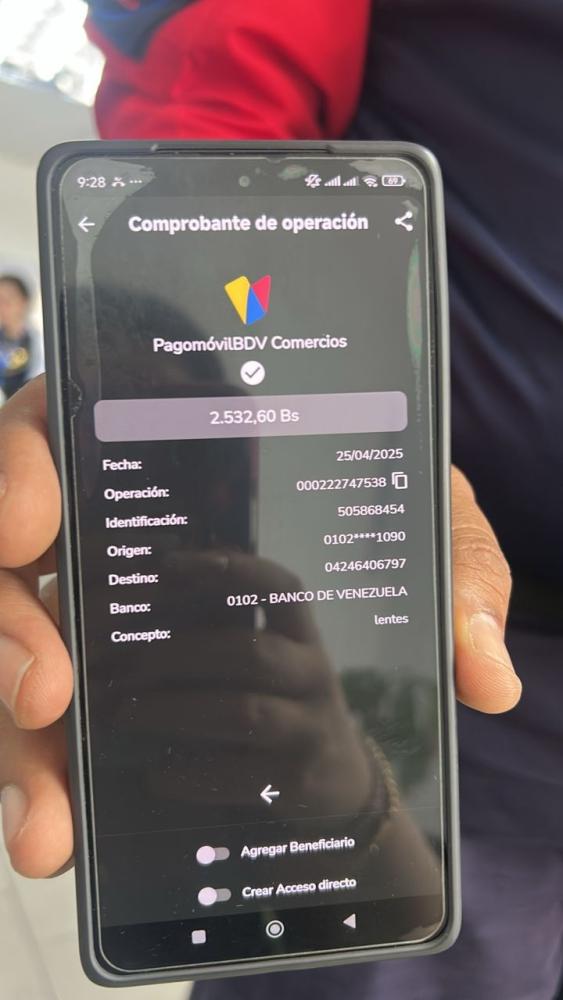 9:28
69
Comprobante de operación
PagomóvilBDV Comercios
2.532,60 Bs
Fecha: 25/04/2025
Operación: 000222747538
Identificación: 505868454
Origen: 0102****1090
Destino: 04246406797
Banco: 0102 - BANCO DE VENEZUELA
Concepto: lentes
Agregar Beneficiario
Crear Acceso directo